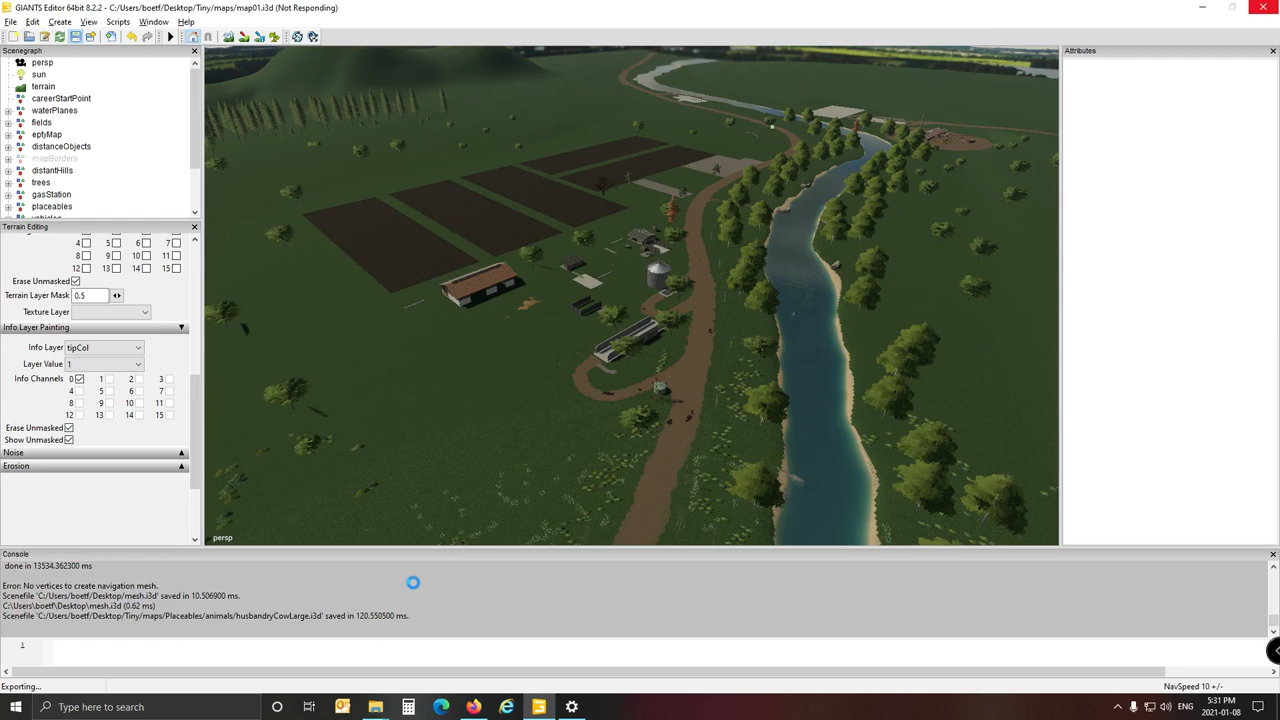 GIANTS Editor 64bit 8.2.2 - C:/Users/boetf/Desktop/Tiny/maps/map01.i3d (Not Responding)
File Edit Create View Scripts Window Help
Scenegraph
persp
sun
terrain
careerStartPoint
waterPlanes
fields
eptyMap
distanceObjects
mapBorders
distantHills
trees
gasStation
placeables
Terrain Editing
4 5 6 7
8 9 10 11
12 13 14 15
Erase Unmasked
Terrain Layer Mask 0.5
Texture Layer
Info Layer Painting
Info Layer tipCol
Layer Value 1
Info Channels 0 1 2 3
4 5 6 7
8 9 10 11
12 13 14 15
Erase Unmasked
Show Unmasked
Noise
Erosion
persp
Attributes
Console
done in 13534.362300 ms
Error: No vertices to create navigation mesh.
Scenefile 'C:/Users/boetf/Desktop/mesh.i3d' saved in 10.506900 ms.
C:\Users\boetf\Desktop\mesh.i3d (0.62 ms)
Scenefile 'C:/Users/boetf/Desktop/Tiny/maps/Placeables/animals/husbandryCowLarge.i3d' saved in 120.550500 ms.
1
Exporting...
NavSpeed 10 +/-
Type here to search
ENG
5:31 PM
2021-01-08